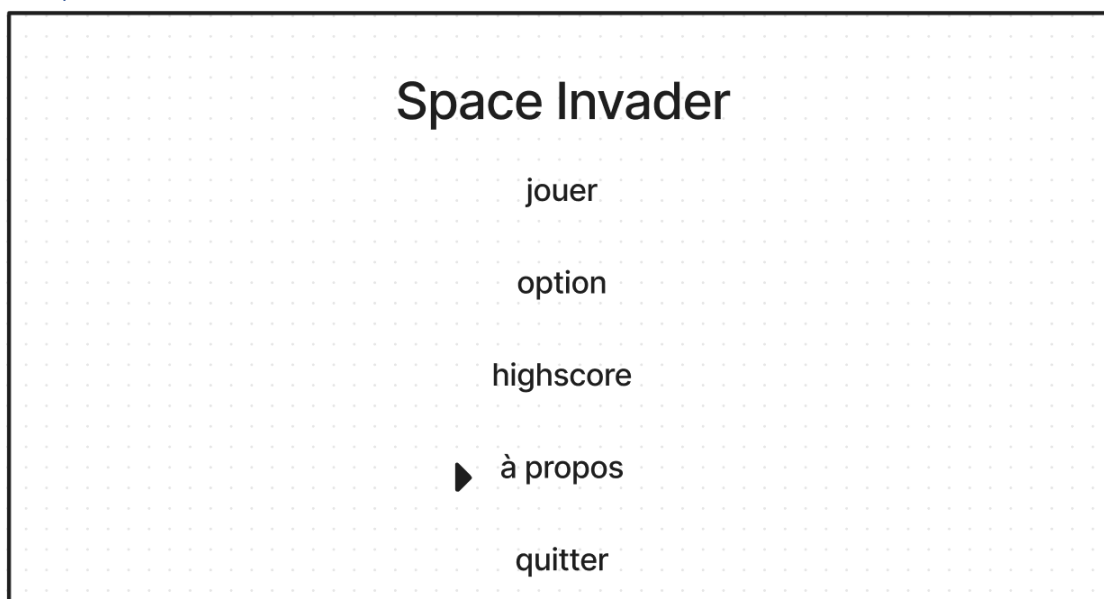 Space Invader
jouer
option
highscore
à propos
quitter